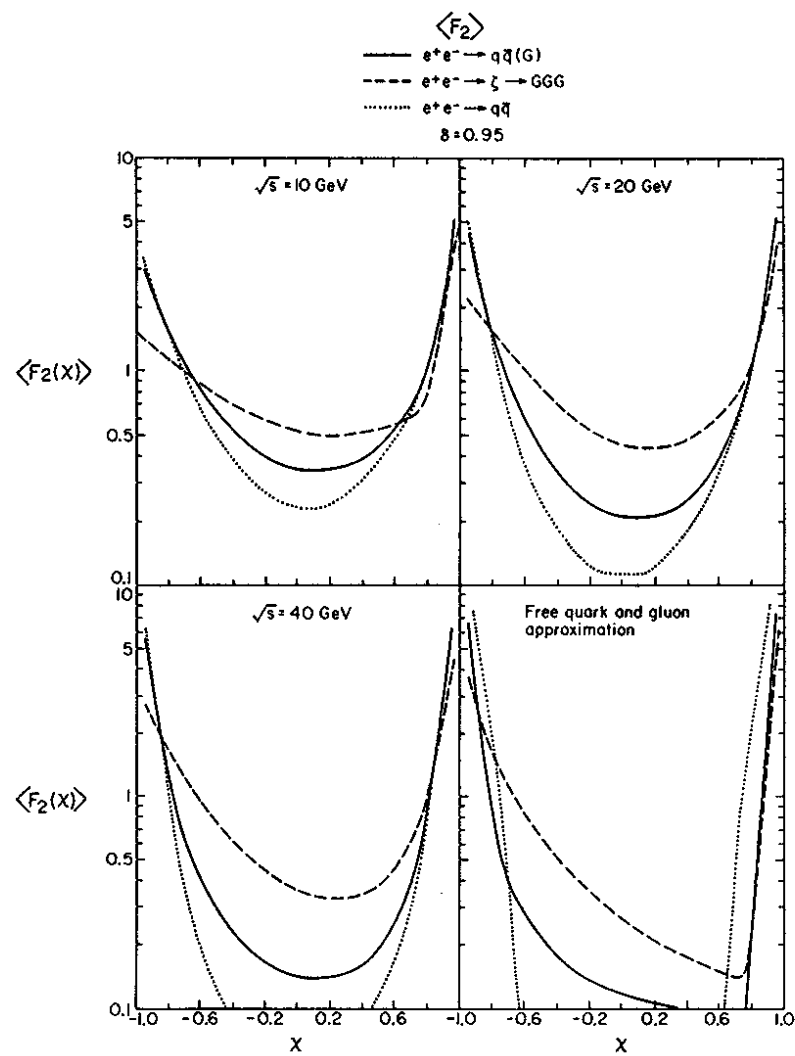 ⟨F₂⟩
e⁺e⁻ → qq̄(G)
e⁺e⁻ → ζ → GGG
e⁺e⁻ → qq̄
δ = 0.95
√s = 10 GeV
√s = 20 GeV
10
5
⟨F₂(χ)⟩
1
0.5
0.1
√s = 40 GeV
Free quark and gluon
approximation
10
5
⟨F₂(χ)⟩
1
0.5
0.1
-1.0 -0.6 -0.2 0.2 0.6 -1.0 -0.6 -0.2 0.2 0.6 1.0
χ χ